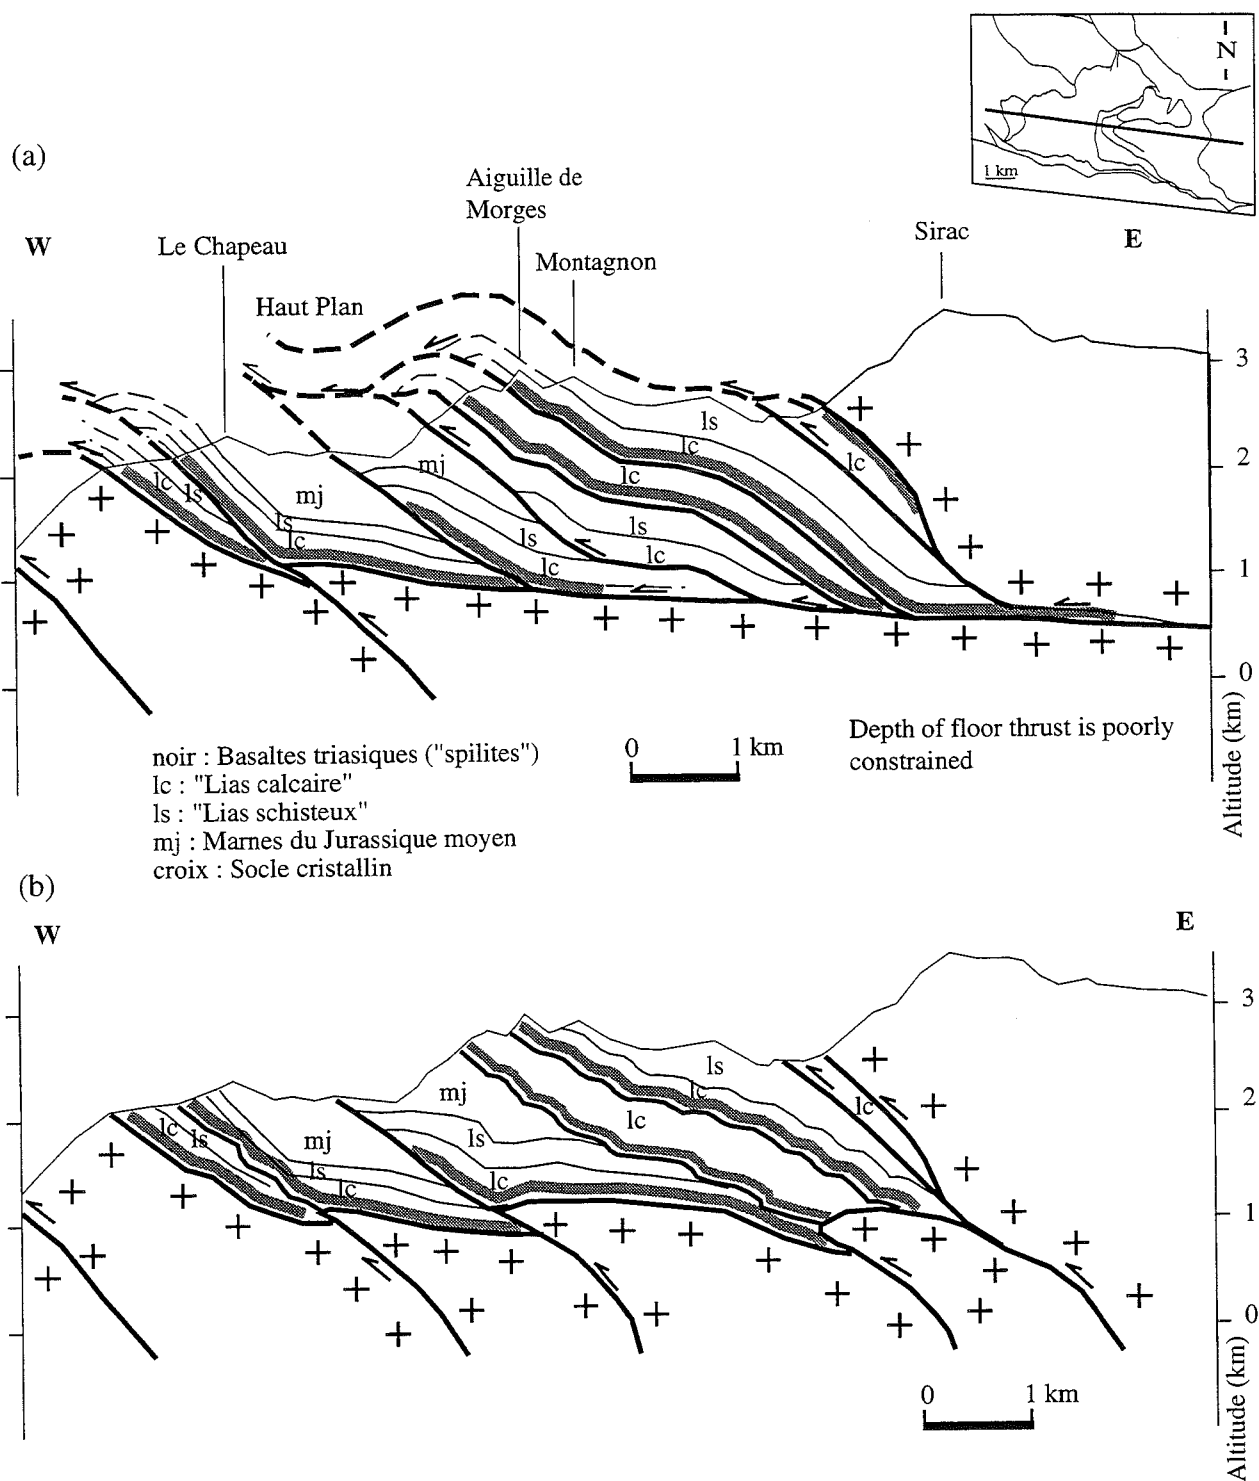 N
1 km
(a)
Aiguille de
Morges
W
Le Chapeau
Sirac
E
Montagnon
Haut Plan
3
ls
lc
lc
mj
lc
2
lc
ls
mj
ls
lc
ls
lc
ls
lc
1
0
Altitude (km)
noir : Basaltes triasiques ("spilites")
lc : "Lias calcaire"
ls : "Lias schisteux"
mj : Marnes du Jurassique moyen
croix : Socle cristallin
0 1 km
Depth of floor thrust is poorly
constrained
(b)
W
E
3
ls
lc
mj
lc
2
lc
lc
ls
mj
ls
ls
lc
lc
1
0
0 1 km
Altitude (km)